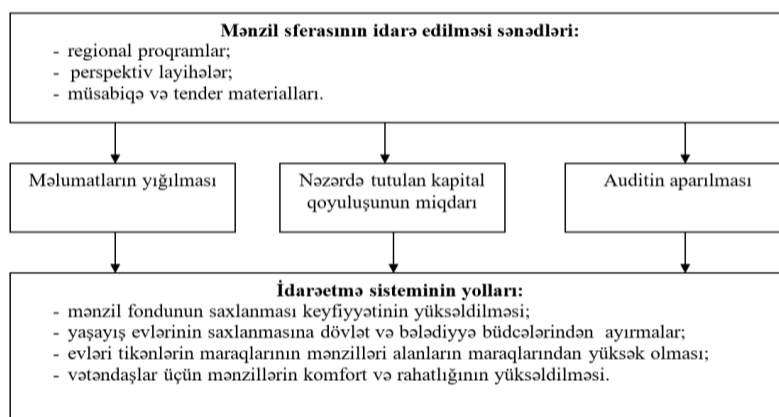 Mənzil sferasının idarə edilməsi sənədləri:
- regional proqramlar;
- perspektiv layihələr;
- müsabiqə və tender materialları.
Məlumatların yığılması
Nəzərdə tutulan kapital
qoyuluşunun miqdarı
Auditin aparılması
İdarəetmə sisteminin yolları:
- mənzil fondunun saxlanması keyfiyyətinin yüksəldilməsi;
- yaşayış evlərinin saxlanmasına dövlət və bələdiyyə büdcələrindən ayırmalar;
- evləri tikənlərin maraqlarının mənzilləri alanların maraqlarından yüksək olması;
- vətəndaşlar üçün mənzillərin komfort və rahatlığının yüksəldilməsi.